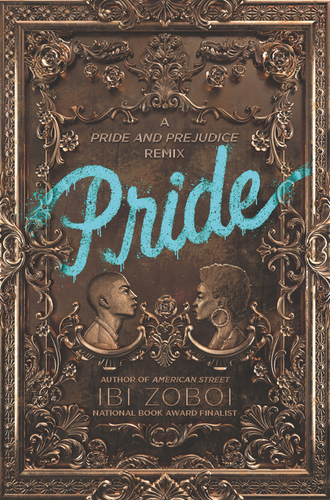 A
PRIDE AND PREJUDICE
REMIX
Pride
AUTHOR OF AMERICAN STREET
IBI ZOBOI
NATIONAL BOOK AWARD FINALIST